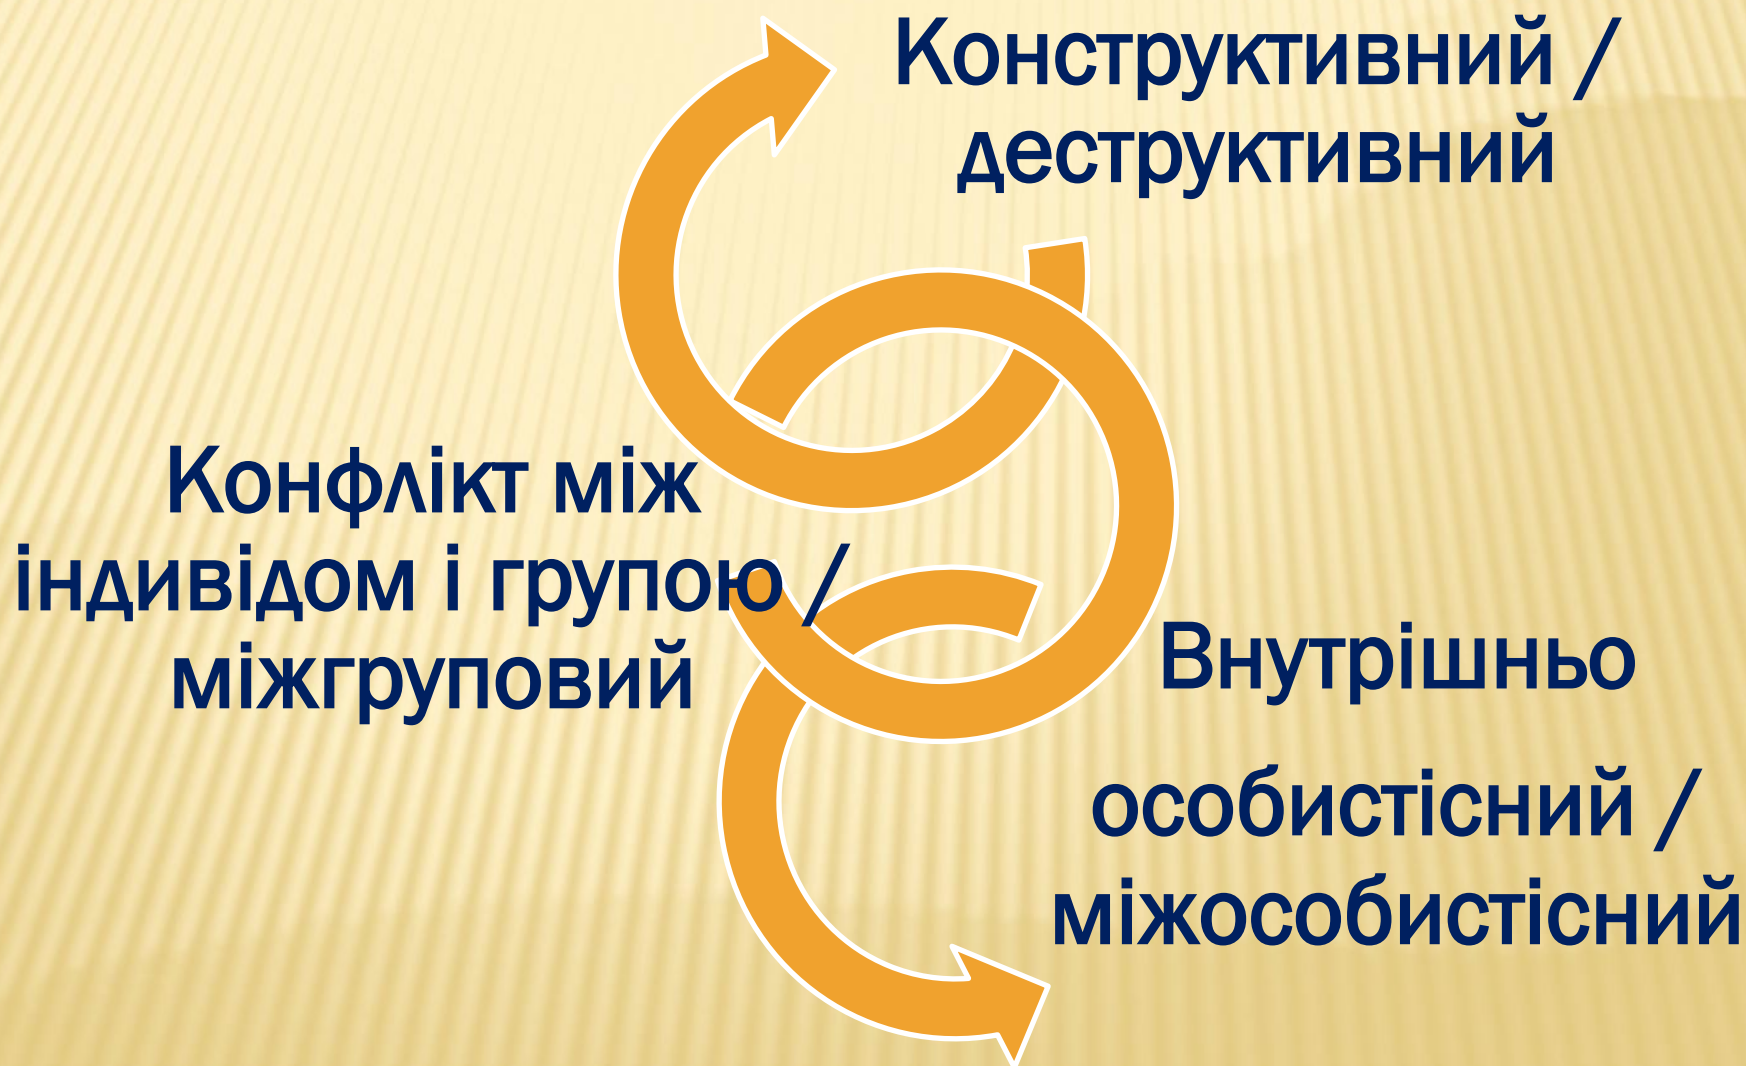 Конструктивний /
деструктивний
Конфлікт між
індивідом і групою /
міжгруповий
Внутрішньо
особистісний /
міжособистісний